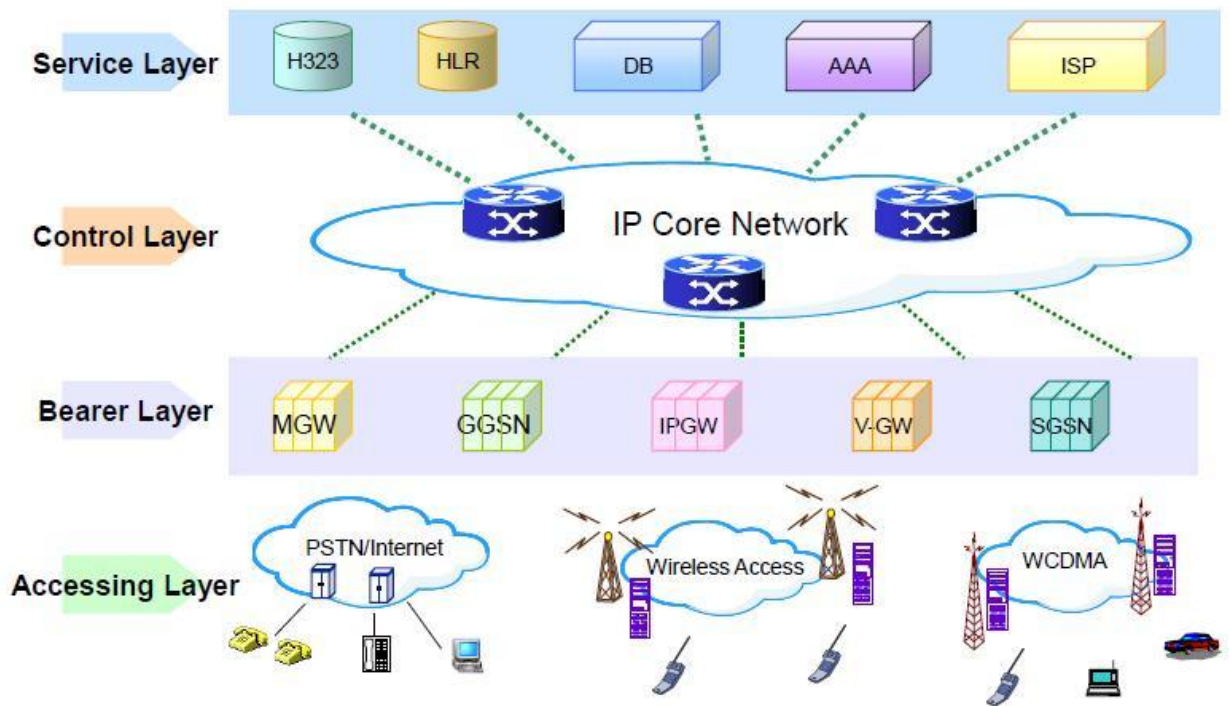 Service Layer
H323
HLR
DB
AAA
ISP
Control Layer
IP Core Network
Bearer Layer
MGW
GGSN
IPGW
V-GW
SGSN
Accessing Layer
PSTN/Internet
Wireless Access
WCDMA